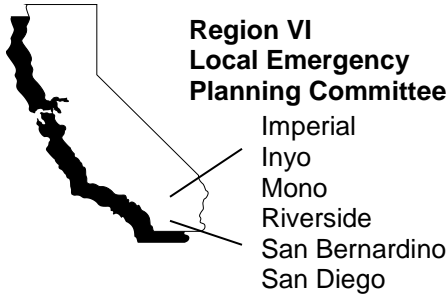 Region VI
Local Emergency
Planning Committee
Imperial
Inyo
Mono
Riverside
San Bernardino
San Diego